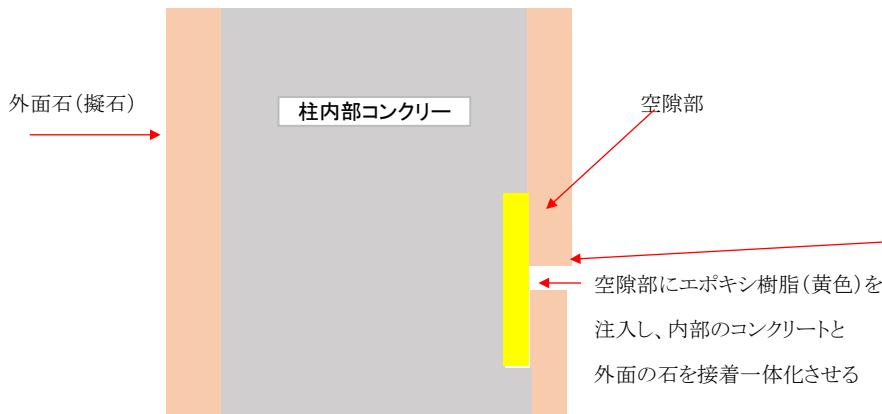 外面石(擬石)
柱内部コンクリー
空隙部
空隙部にエポキシ樹脂(黄色)を
注入し、内部のコンクリートと
外面の石を接着一体化させる